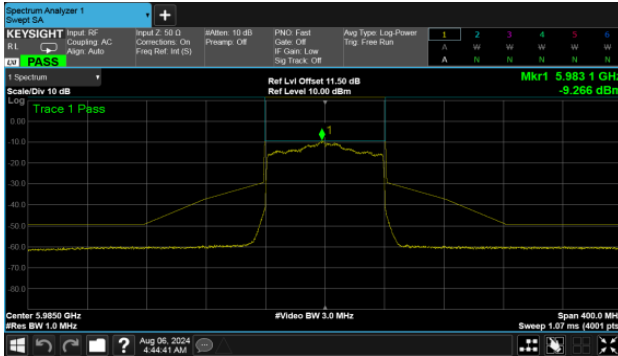 Spectrum Analyzer 1
Swept SA
+
KEYSIGHT
RL
PASS
Input: RF
Coupling: AC
Align: Auto
Input Z: 50 Ω
Corrections: On
Freq Ref: Int (S)
#Atten: 10 dB
Preamp: Off
PNO: Fast
Gate: Off
IF Gain: Low
Sig Track: Off
Avg Type: Log-Power
Trig: Free Run
1 2 3 4 5 6
A W W W W W
A N N N N N
1 Spectrum
Scale/Div 10 dB
Ref Lvl Offset 11.50 dB
Ref Level 10.00 dBm
Mkr1 5.983 1 GHz
-9.266 dBm
Log
Trace 1 Pass
1
0.00
-10.0
-20.0
-30.0
-40.0
-50.0
-60.0
-70.0
-80.0
Center 5.9850 GHz
#Video BW 3.0 MHz
Span 400.0 MHz
#Res BW 1.0 MHz
Sweep 1.07 ms (4001 pts)
?
Aug 06, 2024
4:44:41 AM